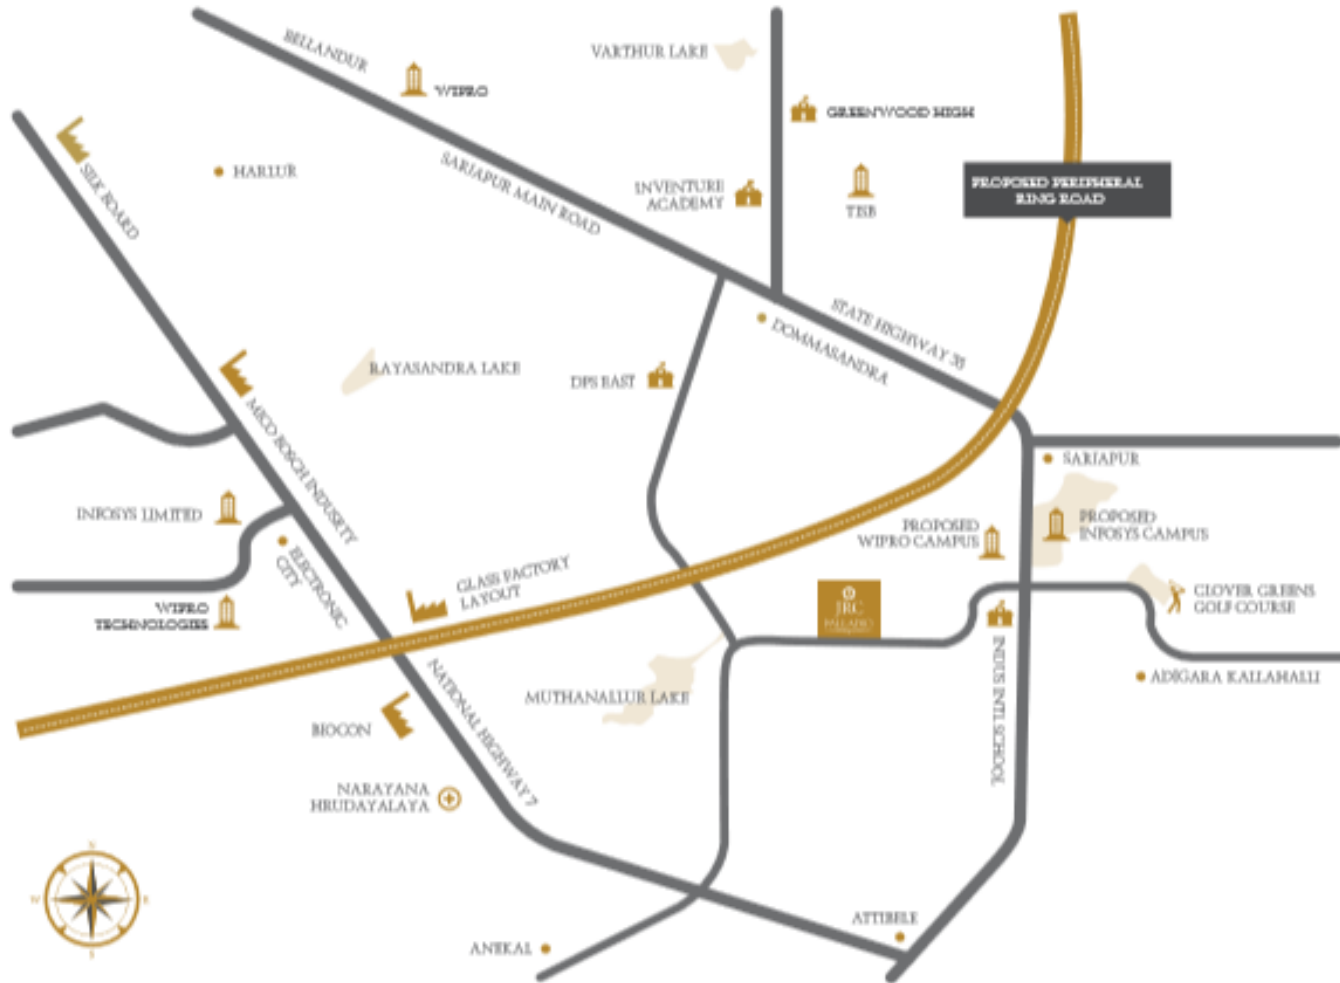 BELLANDUR
WIPRO
VARTHUR LAKE
GREENWOOD HIGH
SILK BOARD
HARLUR
SARJAPUR MAIN ROAD
INVENTURE
ACADEMY
TISB
PROPOSED PERIPHERAL
RING ROAD
STATE HIGHWAY 35
DOMMASANDRA
RAYASANDRA LAKE
DPS EAST
MICO BOSCH INDUSRTY
SARJAPUR
INFOSYS LIMITED
PROPOSED
WIPRO CAMPUS
PROPOSED
INFOSYS CAMPUS
ELECTRONIC
CITY
GLASS FACTORY
LAYOUT
WIPRO
TECHNOLOGIES
JRC
PALLADIO
CLOVER GREENS
GOLF COURSE
INDUS INTL SCHOOL
ADIGARA KALLAHALLI
MUTHANALLUR LAKE
NATIONAL HIGHWAY 7
BIOCON
NARAYANA
HRUDAYALAYA
W
E
S
ATTIBELE
ANEKAL